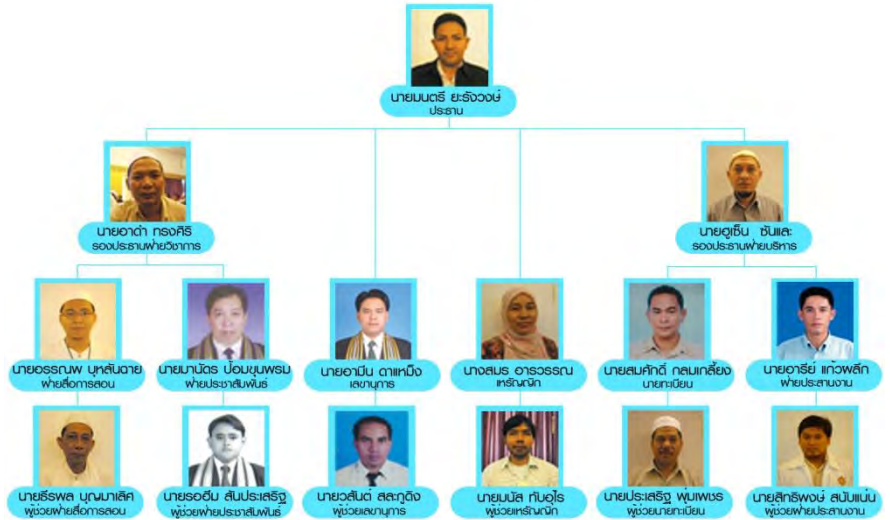 นายมนตรี ยะรังวงษ์
ประธาน
นายอาดำ ทรงศิริ
รองประธานฝ่ายวิชาการ
นายฮูเซ็น ซันและ
รองประธานฝ่ายบริหาร
นายอรรณพ บุหลันฉาย
ฝ่ายสื่อการสอน
นายมานัตร ป้อมขุนพรม
ฝ่ายประชาสัมพันธ์
นายอามีน ดาแหม็ง
เลขานุการ
นางสมร อารวรรณ
เหรัญญิก
นายสมศักดิ์ กลมเกลี้ยง
นายทะเบียน
นายอารีย์ แก้วผลึก
ฝ่ายประสานงาน
นายธีรพล บุญมาเลิศ
ผู้ช่วยฝ่ายสื่อการสอน
นายรอฮีม สันประเสริฐ
ผู้ช่วยฝ่ายประชาสัมพันธ์
นายวสันต์ สละกูดิง
ผู้ช่วยเลขานุการ
นายมนัส ทับอุไร
ผู้ช่วยเหรัญญิก
นายประเสริฐ พุ่มเพชร
ผู้ช่วยนายทะเบียน
นายสิทธิพงษ์ สนับแน่น
ผู้ช่วยฝ่ายประสานงาน